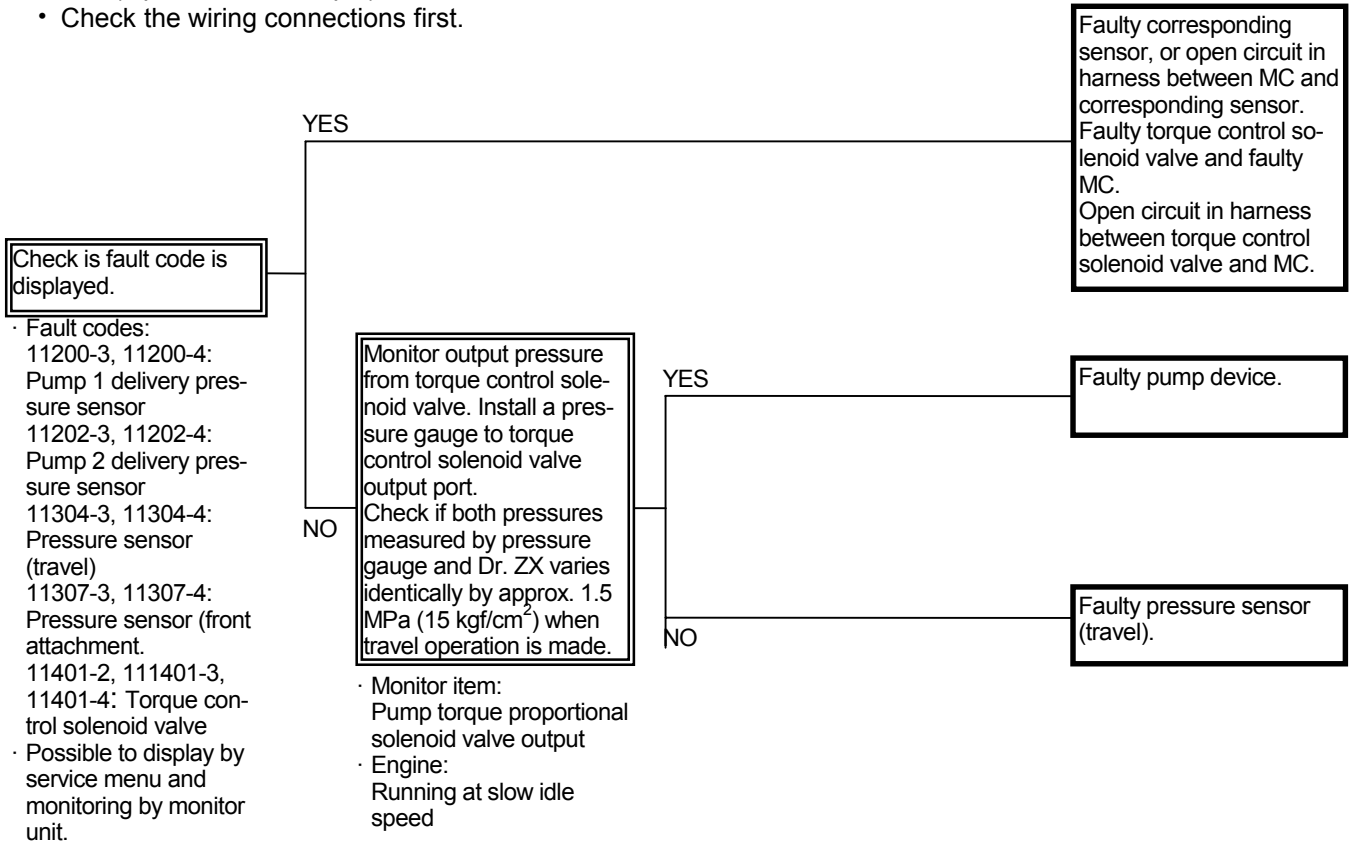 • Check the wiring connections first.
YES
Faulty corresponding
sensor, or open circuit in
harness between MC and
corresponding sensor.
Faulty torque control so-
lenoid valve and faulty
MC.
Open circuit in harness
between torque control
solenoid valve and MC.
Check is fault code is
displayed.
· Fault codes:
11200-3, 11200-4:
Pump 1 delivery pres-
sure sensor
11202-3, 11202-4:
Pump 2 delivery pres-
sure sensor
11304-3, 11304-4:
Pressure sensor
(travel)
11307-3, 11307-4:
Pressure sensor (front
attachment.
11401-2, 111401-3,
11401-4: Torque con-
trol solenoid valve
· Possible to display by
service menu and
monitoring by monitor
unit.
NO
Monitor output pressure
from torque control sole-
noid valve. Install a pres-
sure gauge to torque
control solenoid valve
output port.
Check if both pressures
measured by pressure
gauge and Dr. ZX varies
identically by approx. 1.5
MPa (15 kgf/cm²) when
travel operation is made.
· Monitor item:
Pump torque proportional
solenoid valve output
· Engine:
Running at slow idle
speed
YES
Faulty pump device.
NO
Faulty pressure sensor
(travel).